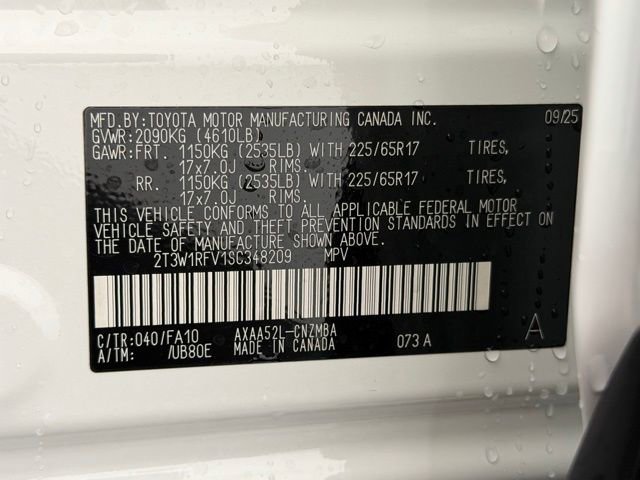 MFD.BY:TOYOTA MOTOR MANUFACTURING CANADA INC. 09/25
GVWR:2090KG (4610LB)
GAWR:FRT. 1150KG (2535LB) WITH 225/65R17 TIRES,
17x7.0J RIMS.
RR. 1150KG (2535LB) WITH 225/65R17 TIRES,
17x7.0J RIMS.
THIS VEHICLE CONFORMS TO ALL APPLICABLE FEDERAL MOTOR
VEHICLE SAFETY AND THEFT PREVENTION STANDARDS IN EFFECT ON
THE DATE OF MANUFACTURE SHOWN ABOVE.
2T3W1RFV1SC348209 MPV
C/TR:040/FA10 AXAA52L-CNZMBA A
A/TM: /UB80E MADE IN CANADA 073A